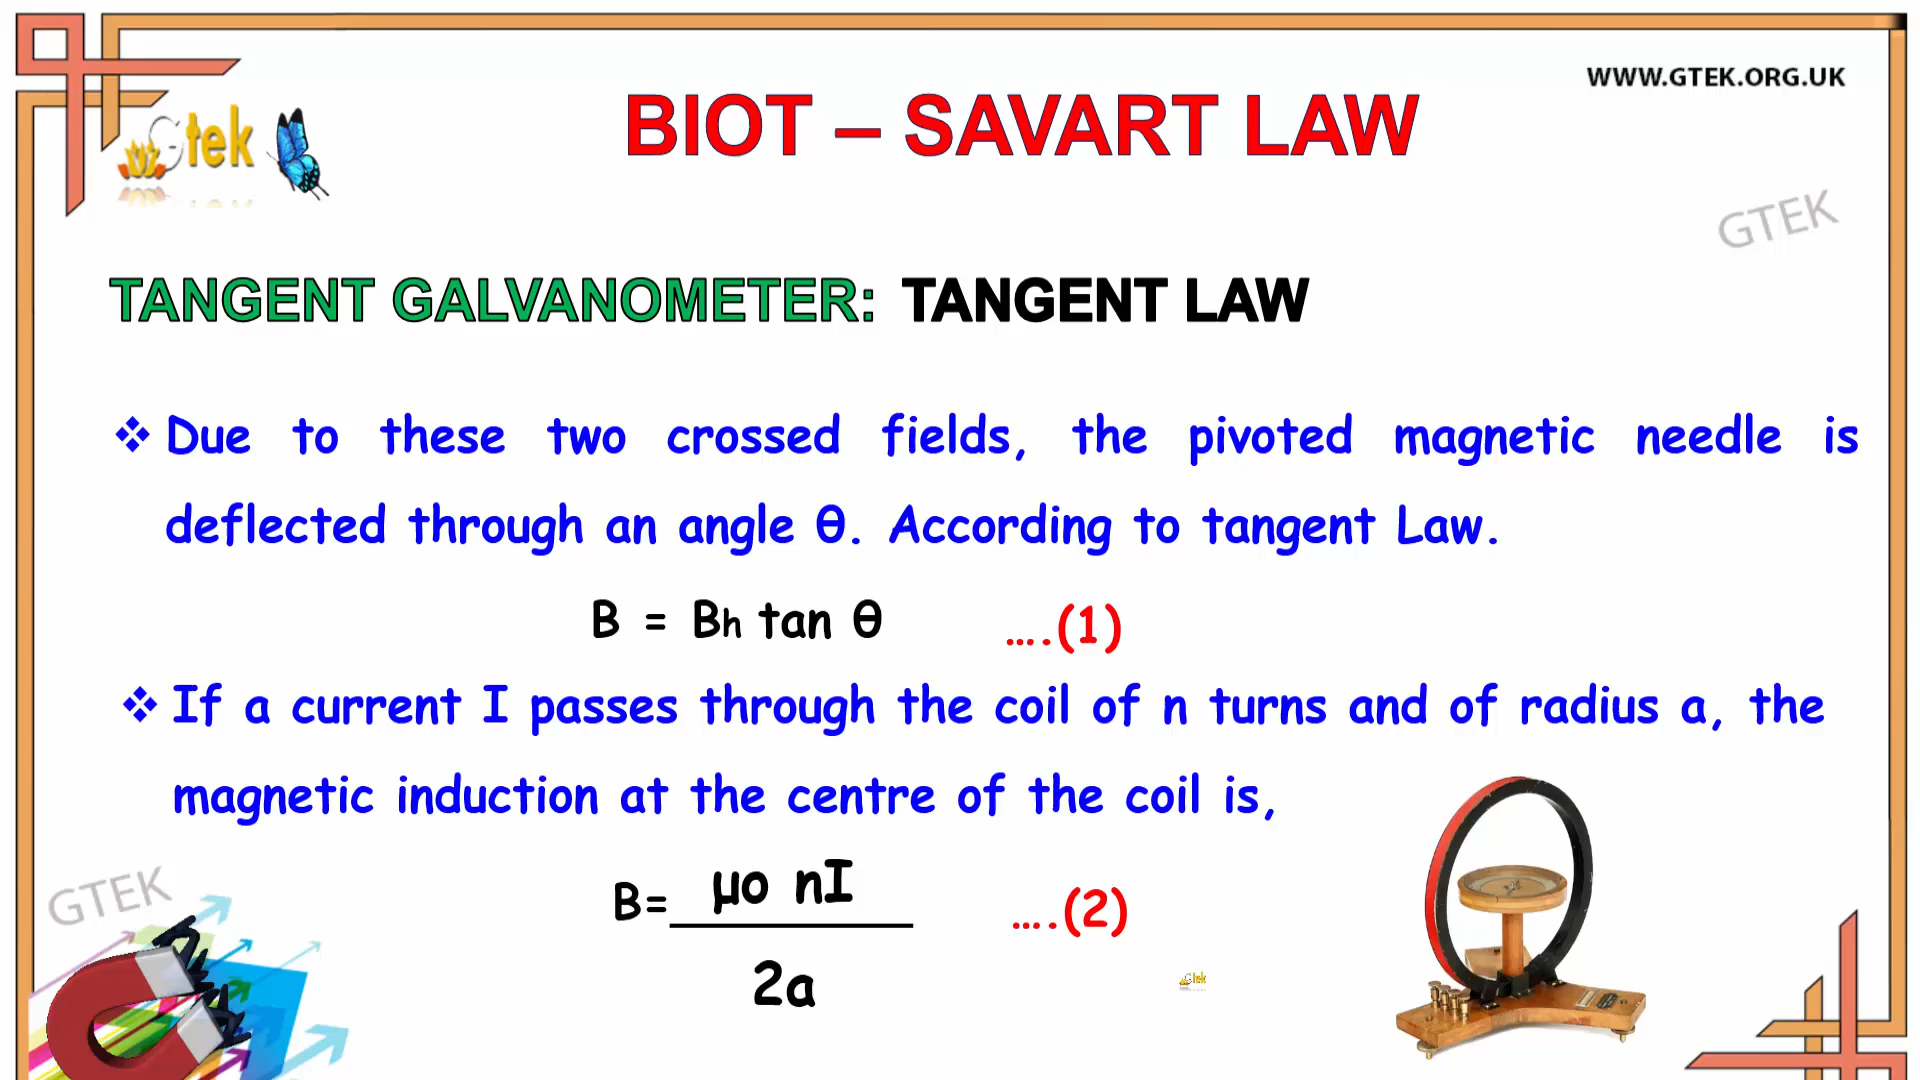 WWW.GTEK.ORG.UK
Gtek
BIOT – SAVART LAW
GTEK
TANGENT GALVANOMETER: TANGENT LAW
❖ Due to these two crossed fields, the pivoted magnetic needle is
deflected through an angle θ. According to tangent Law.
B = Bh tan θ ….(1)
❖ If a current I passes through the coil of n turns and of radius a, the
magnetic induction at the centre of the coil is,
GTEK
μo nI
B= ….(2)
2a
Gtek